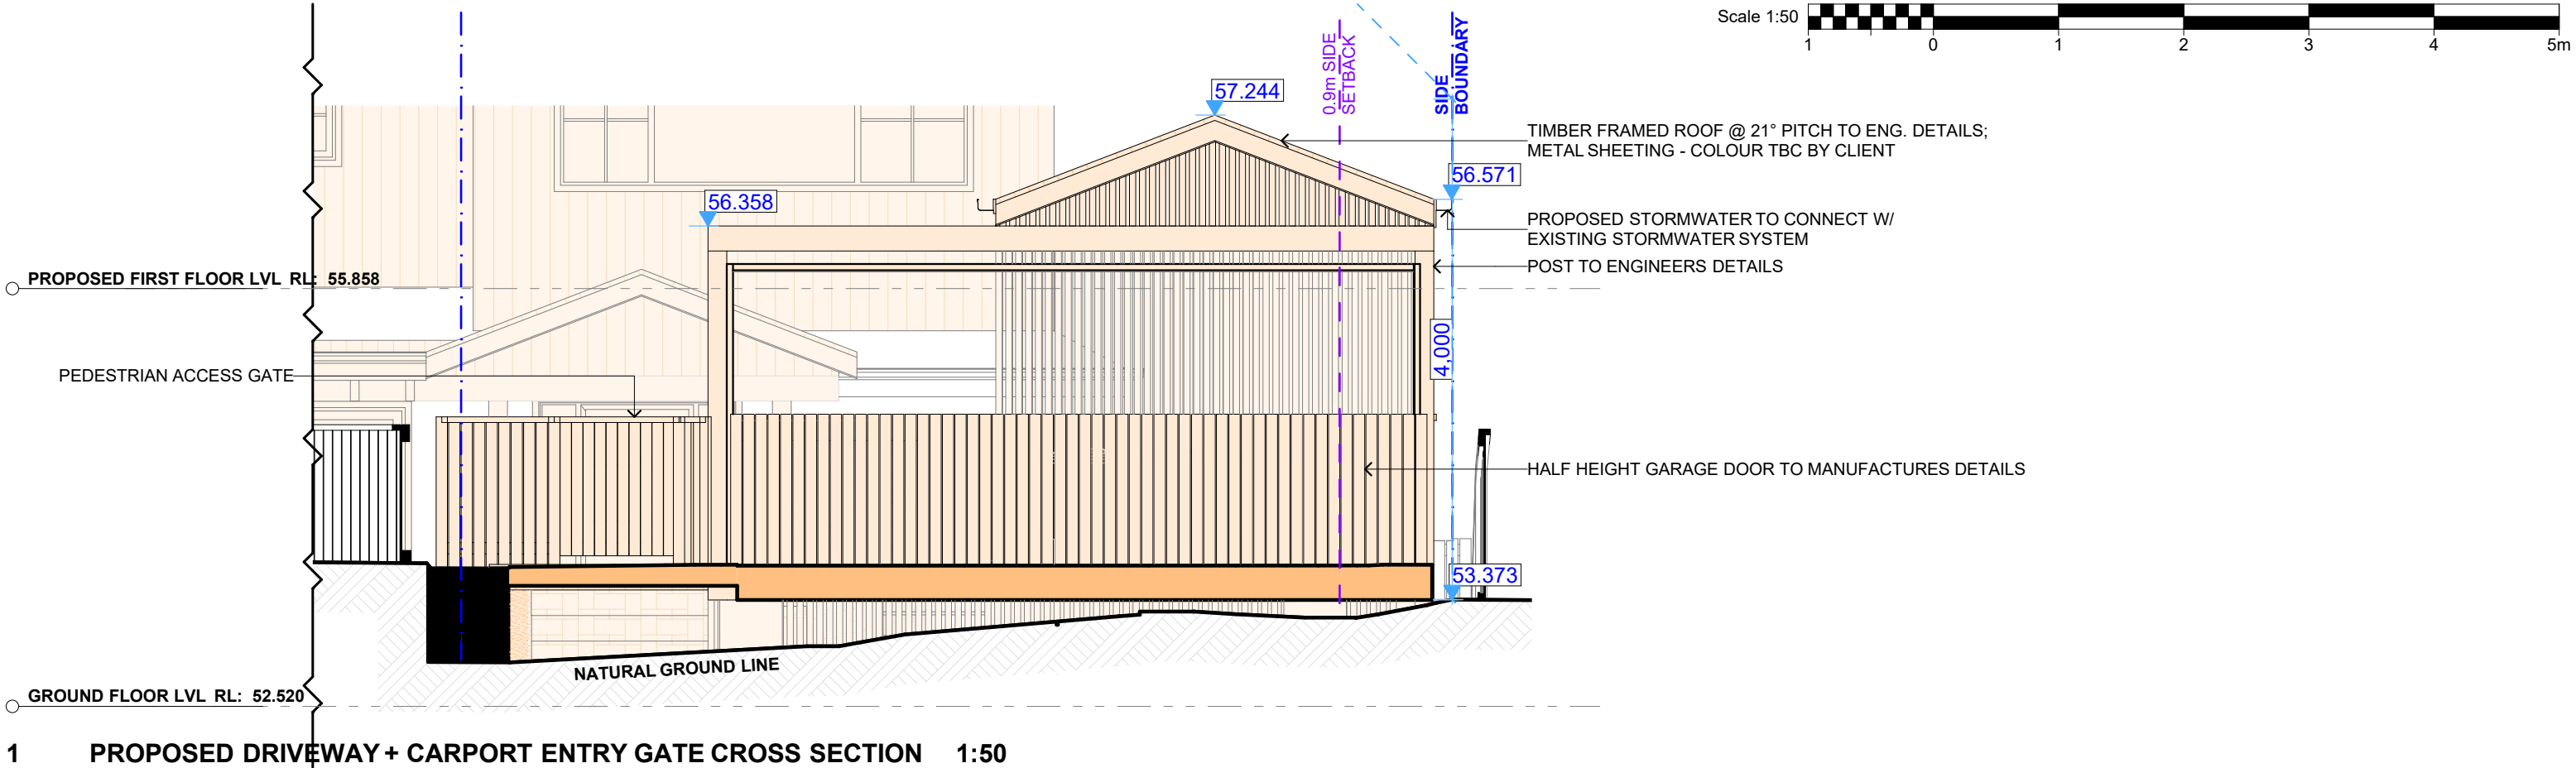 Scale 1:50
1 0 1 2 3 4 5m
0.9m SIDE
SETBACK
SIDE
BOUNDARY
57.244
TIMBER FRAMED ROOF @ 21° PITCH TO ENG. DETAILS;
METAL SHEETING - COLOUR TBC BY CLIENT
56.571
56.358
PROPOSED STORMWATER TO CONNECT W/
EXISTING STORMWATER SYSTEM
POST TO ENGINEERS DETAILS
PROPOSED FIRST FLOOR LVL RL: 55.858
4,000
PEDESTRIAN ACCESS GATE
HALF HEIGHT GARAGE DOOR TO MANUFACTURES DETAILS
53.373
NATURAL GROUND LINE
GROUND FLOOR LVL RL: 52.520
1 PROPOSED DRIVEWAY + CARPORT ENTRY GATE CROSS SECTION 1:50